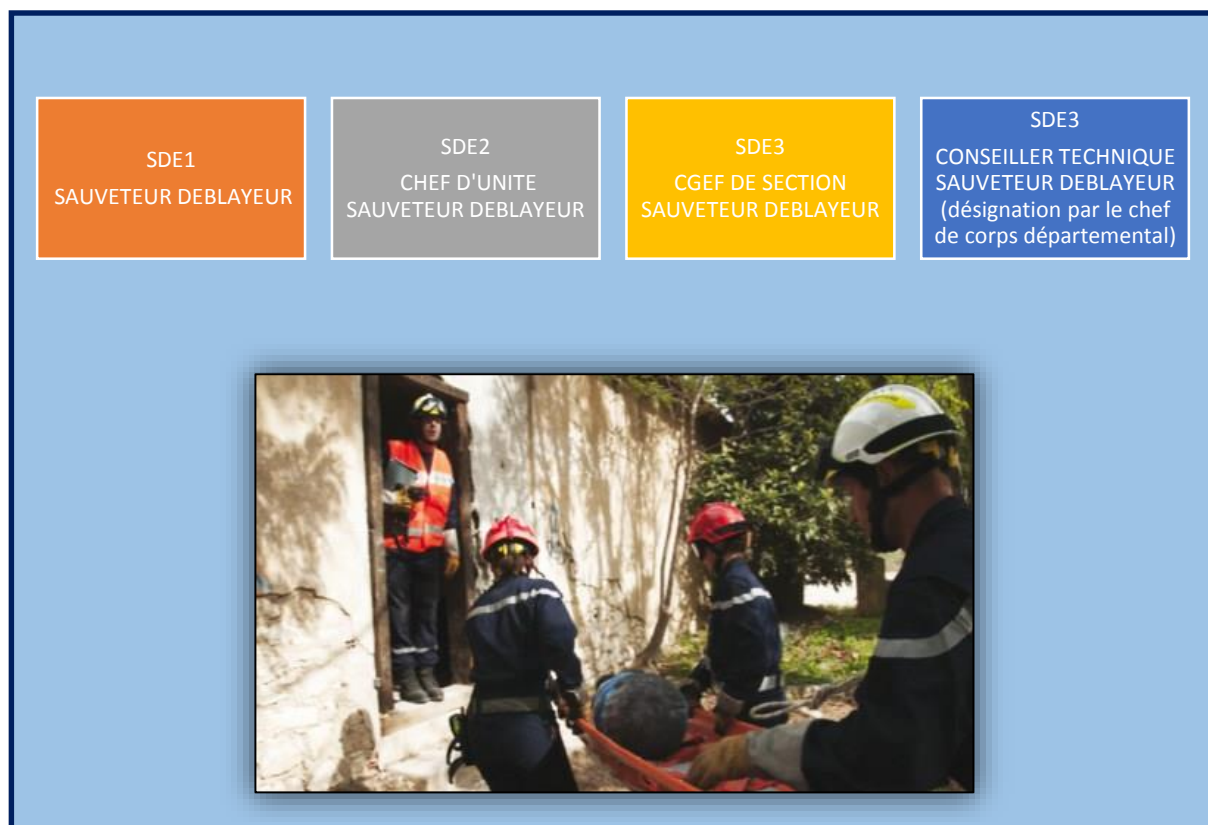 SDE1
SAUVETEUR DEBLAYEUR
SDE2
CHEF D'UNITE
SAUVETEUR DEBLAYEUR
SDE3
CGEF DE SECTION
SAUVETEUR DEBLAYEUR
SDE3
CONSEILLER TECHNIQUE
SAUVETEUR DEBLAYEUR
(désignation par le chef
de corps départemental)